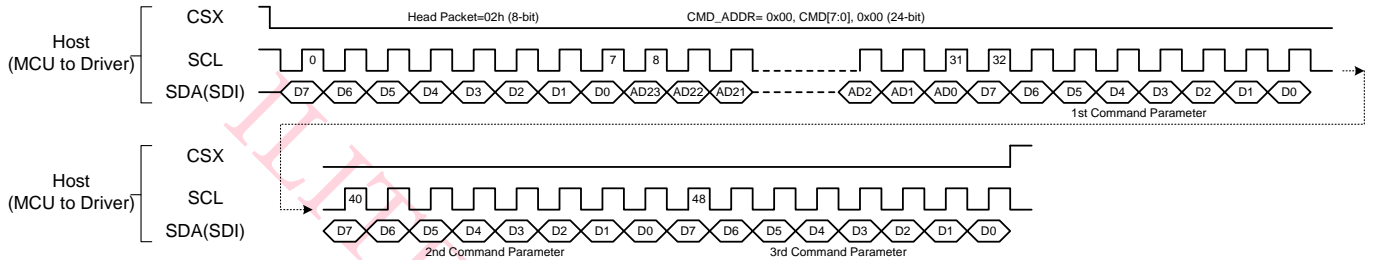 CSX Head Packet=02h (8-bit) CMD_ADDR= 0x00, CMD[7:0], 0x00 (24-bit)
Host
(MCU to Driver)
SCL 0 7 8 31 32
SDA(SDI) D7 D6 D5 D4 D3 D2 D1 D0 AD23 AD22 AD21 AD2 AD1 AD0 D7 D6 D5 D4 D3 D2 D1 D0
1st Command Parameter
CSX
Host
(MCU to Driver)
SCL 40 48
SDA(SDI) D7 D6 D5 D4 D3 D2 D1 D0 D7 D6 D5 D4 D3 D2 D1 D0
2nd Command Parameter 3rd Command Parameter